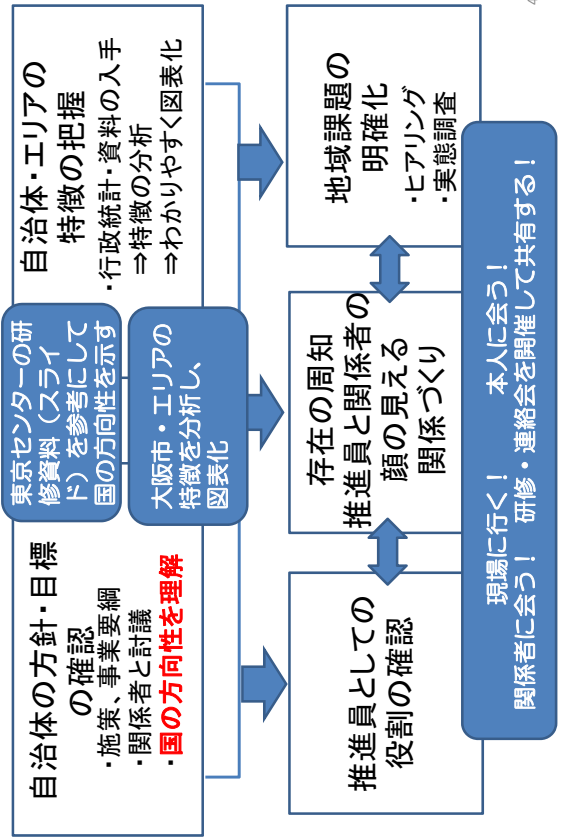 自治体の方針・目標
の確認
・施策、事業要綱
・関係者と討議
・国の方向性を理解
東京センターの研
修資料（スライ
ド）を参考にして
国の方向性を示す
大阪市・エリアの
特徴を分析し、
図表化
自治体・エリアの
特徴の把握
・行政統計・資料の入手
⇒特徴の分析
⇒わかりやすく図表化
推進員としての
役割の確認
存在の周知
推進員と関係者の
顔の見える
関係づくり
地域課題の
明確化
・ヒアリング
・実態調査
現場に行く！　本人に会う！
関係者に会う！　研修・連絡会を開催して共有する！
4